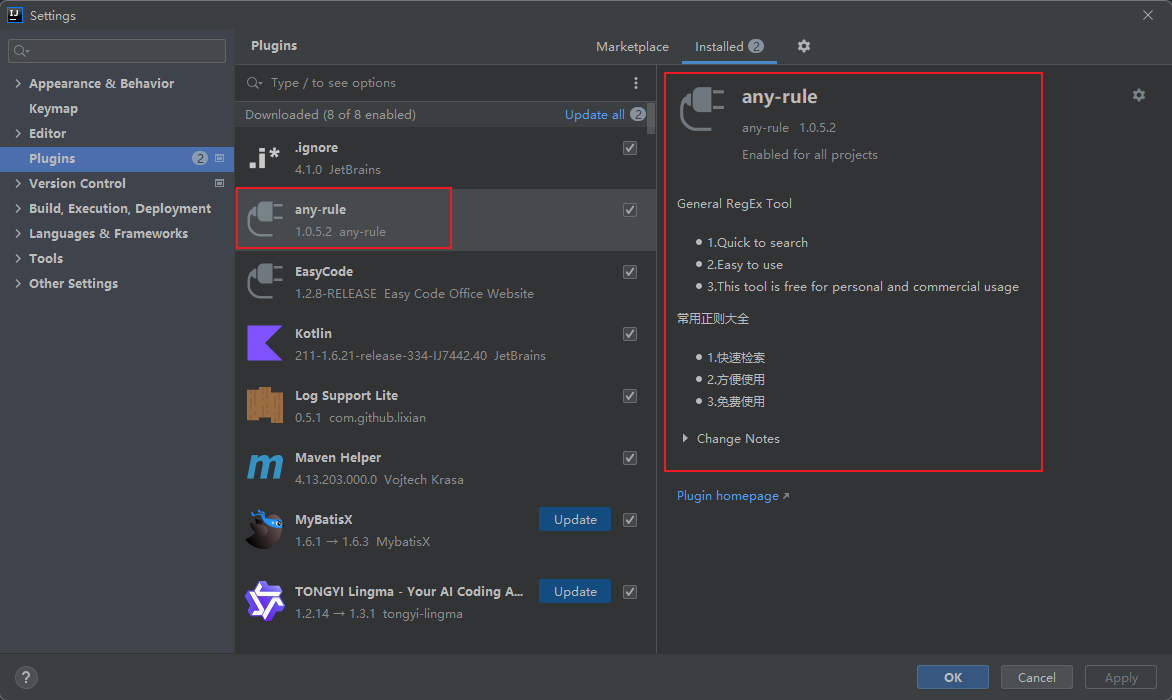 Settings
Appearance & Behavior
Keymap
Editor
Plugins 2
Version Control
Build, Execution, Deployment
Languages & Frameworks
Tools
Other Settings
Plugins
Marketplace
Installed 2
Type / to see options
Downloaded (8 of 8 enabled) Update all 2
.i*
.ignore
4.1.0 JetBrains
any-rule
1.0.5.2 any-rule
EasyCode
1.2.8-RELEASE Easy Code Office Website
Kotlin
211-1.6.21-release-334-IJ7442.40 JetBrains
Log Support Lite
0.5.1 com.github.lixian
m
Maven Helper
4.13.203.000.0 Vojtech Krasa
MyBatisX
Update
1.6.1 → 1.6.3 MybatisX
TONGYI Lingma - Your AI Coding A...
Update
1.2.14 → 1.3.1 tongyi-lingma
any-rule
any-rule 1.0.5.2
Enabled for all projects
General RegEx Tool
1.Quick to search
2.Easy to use
3.This tool is free for personal and commercial usage
常用正则大全
1.快速检索
2.方便使用
3.免费使用
Change Notes
Plugin homepage ↗
?
OK
Cancel
Apply